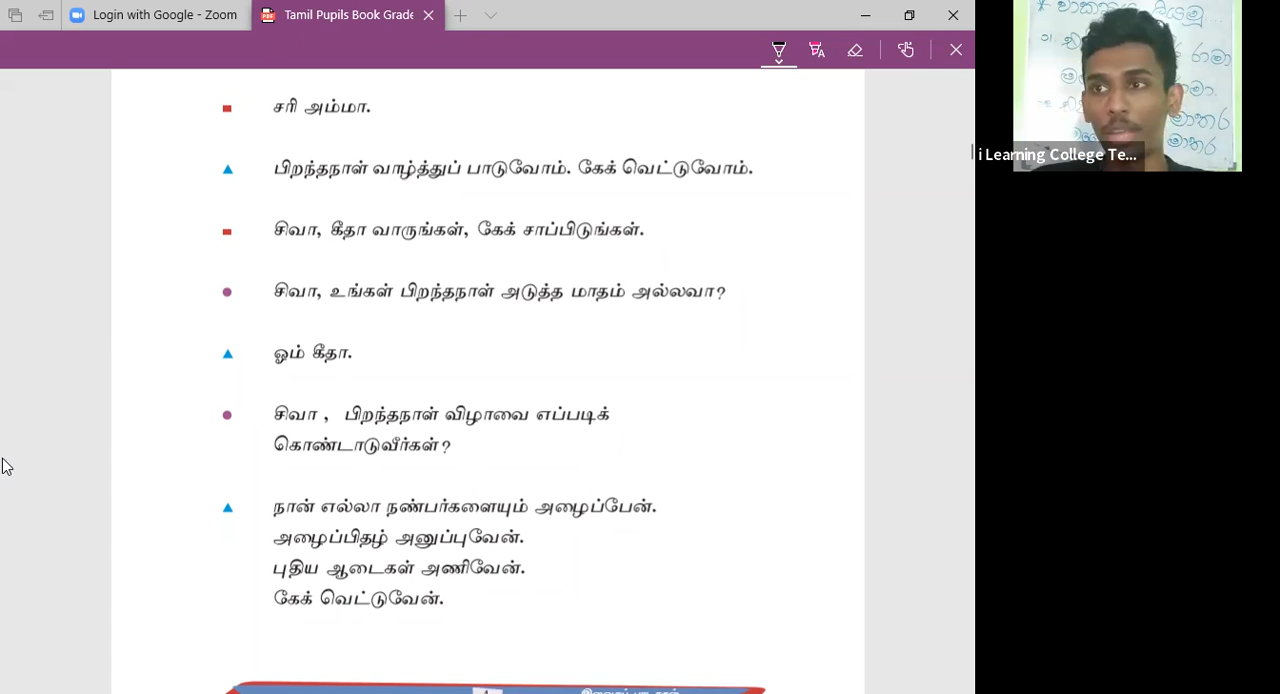 Login with Google - Zoom
Tamil Pupils Book Grade
சரி அம்மா.
பிறந்தநாள் வாழ்த்துப் பாடுவோம். கேக் வெட்டுவோம்.
சிவா, கீதா வாருங்கள், கேக் சாப்பிடுங்கள்.
சிவா, உங்கள் பிறந்தநாள் அடுத்த மாதம் அல்லவா?
ஓம் கீதா.
சிவா , பிறந்தநாள் விழாவை எப்படிக்
கொண்டாடுவீர்கள்?
நான் எல்லா நண்பர்களையும் அழைப்பேன்.
அழைப்பிதழ் அனுப்புவேன்.
புதிய ஆடைகள் அணிவேன்.
கேக் வெட்டுவேன்.
i Learning College Te...